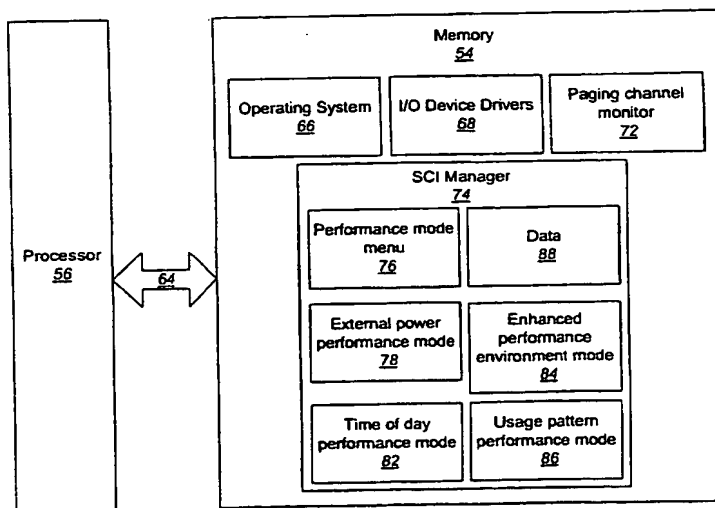 Memory
54
Operating System
66
I/O Device Drivers
68
Paging channel
monitor
72
SCI Manager
74
Performance mode
menu
76
Data
88
Processor
56
64
External power
performance mode
78
Enhanced
performance
environment mode
84
Time of day
performance mode
82
Usage pattern
performance mode
86